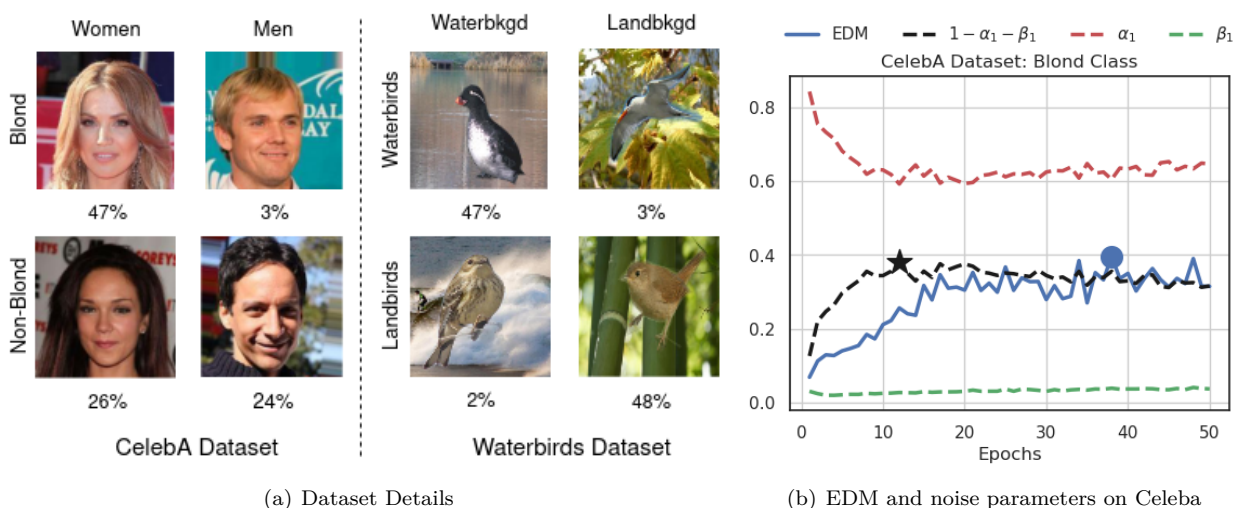 Women Men
Blond
47% 3%
Non-Blond
26% 24%
CelebA Dataset
Waterbkgd Landbkgd
Waterbirds
47% 3%
Landbirds
2% 48%
Waterbirds Dataset
(a) Dataset Details
EDM 1 − α₁ − β₁ α₁ β₁
CelebA Dataset: Blond Class
0.8
0.6
0.4
0.2
0.0
0 10 20 30 40 50
Epochs
(b) EDM and noise parameters on Celeba